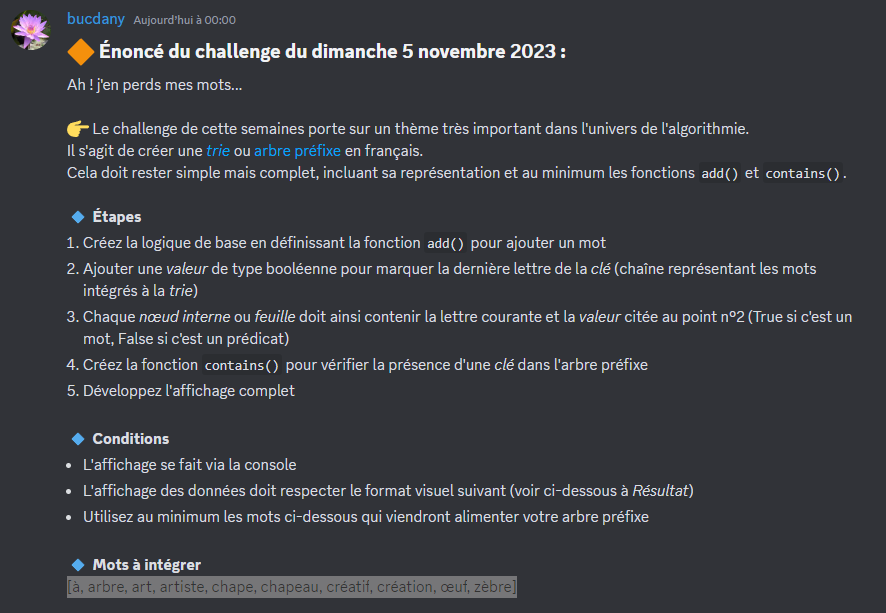 bucdany Aujourd'hui à 00:00
Énoncé du challenge du dimanche 5 novembre 2023 :
Ah ! j'en perds mes mots...
Le challenge de cette semaines porte sur un thème très important dans l'univers de l'algorithmie.
Il s'agit de créer une trie ou arbre préfixe en français.
Cela doit rester simple mais complet, incluant sa représentation et au minimum les fonctions add() et contains().
Étapes
1. Créez la logique de base en définissant la fonction add() pour ajouter un mot
2. Ajouter une valeur de type booléenne pour marquer la dernière lettre de la clé (chaîne représentant les mots
intégrés à la trie)
3. Chaque nœud interne ou feuille doit ainsi contenir la lettre courante et la valeur citée au point n°2 (True si c'est un
mot, False si c'est un prédicat)
4. Créez la fonction contains() pour vérifier la présence d'une clé dans l'arbre préfixe
5. Développez l'affichage complet
Conditions
• L'affichage se fait via la console
• L'affichage des données doit respecter le format visuel suivant (voir ci-dessous à Résultat)
• Utilisez au minimum les mots ci-dessous qui viendront alimenter votre arbre préfixe
Mots à intégrer
[à, arbre, art, artiste, chape, chapeau, créatif, création, œuf, zèbre]